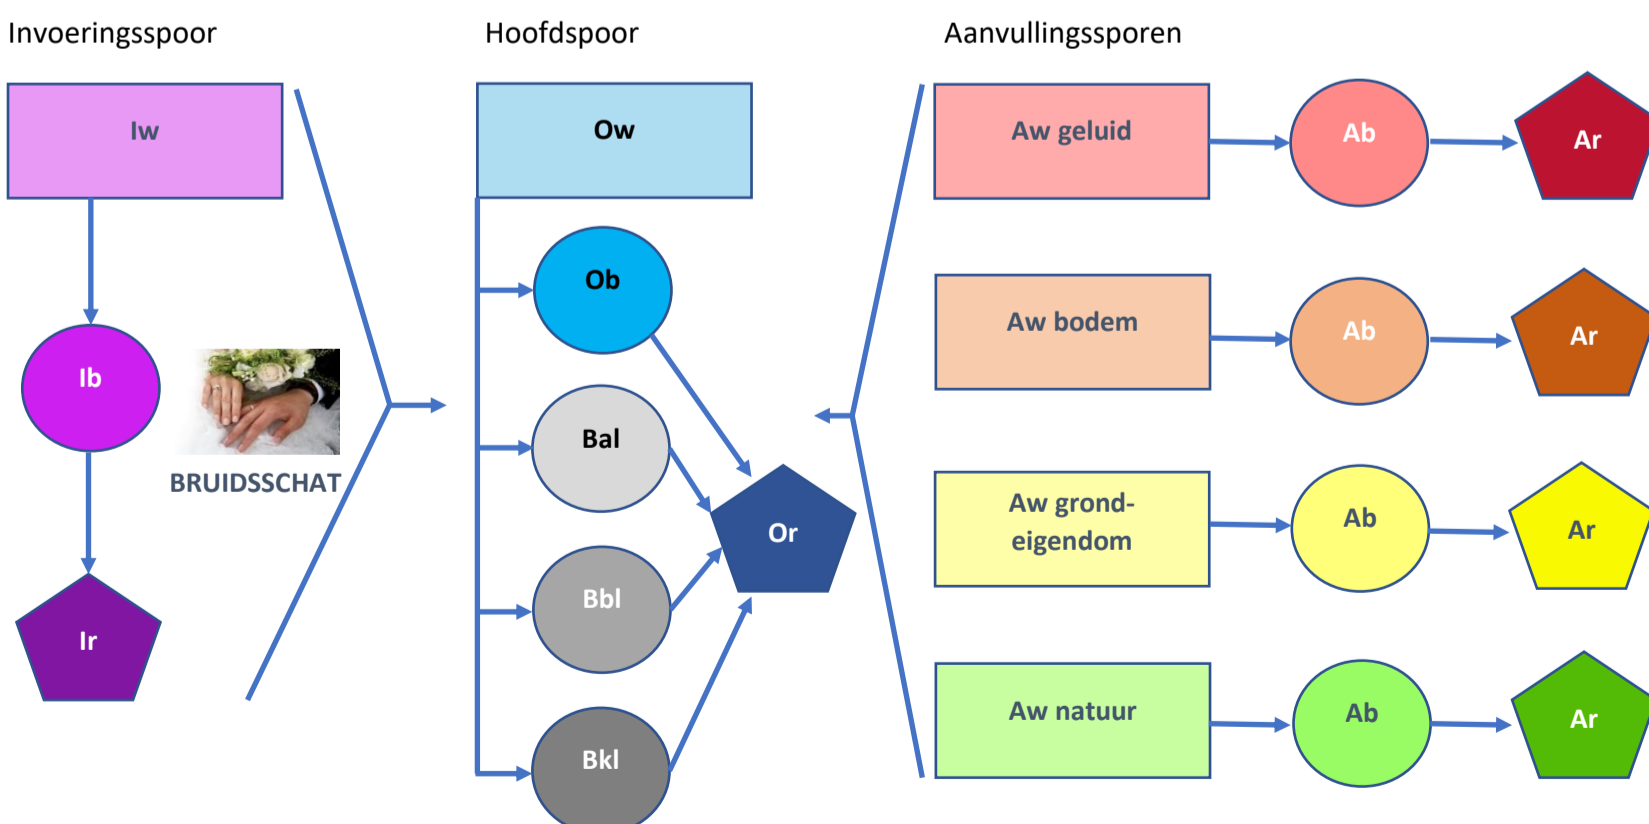 Invoeringsspoor
Hoofdspoor
Aanvullingssporen
Iw
Ib
BRUIDSSCHAT
Ir
Ow
Ob
Bal
Bbl
Bkl
Or
Aw geluid
Ab
Ar
Aw bodem
Ab
Ar
Aw grond-
eigendom
Ab
Ar
Aw natuur
Ab
Ar